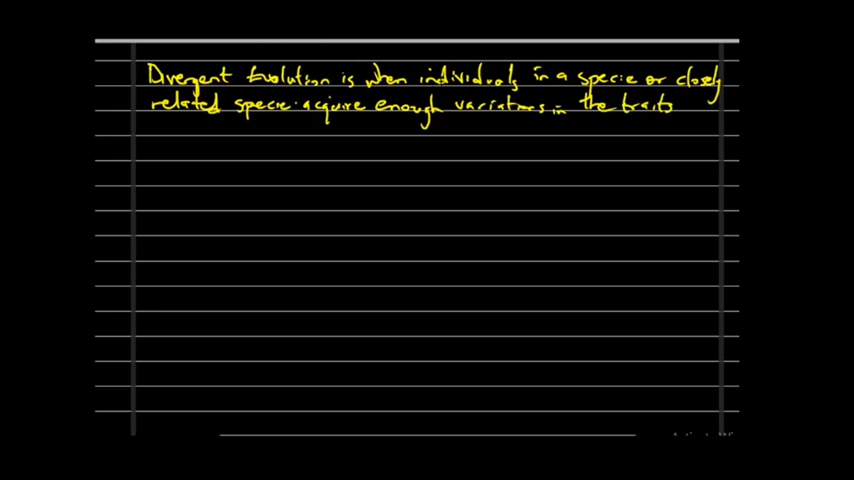 Divergent Evolution is when individuals in a specie or closely
related specie acquire enough variations in the traits